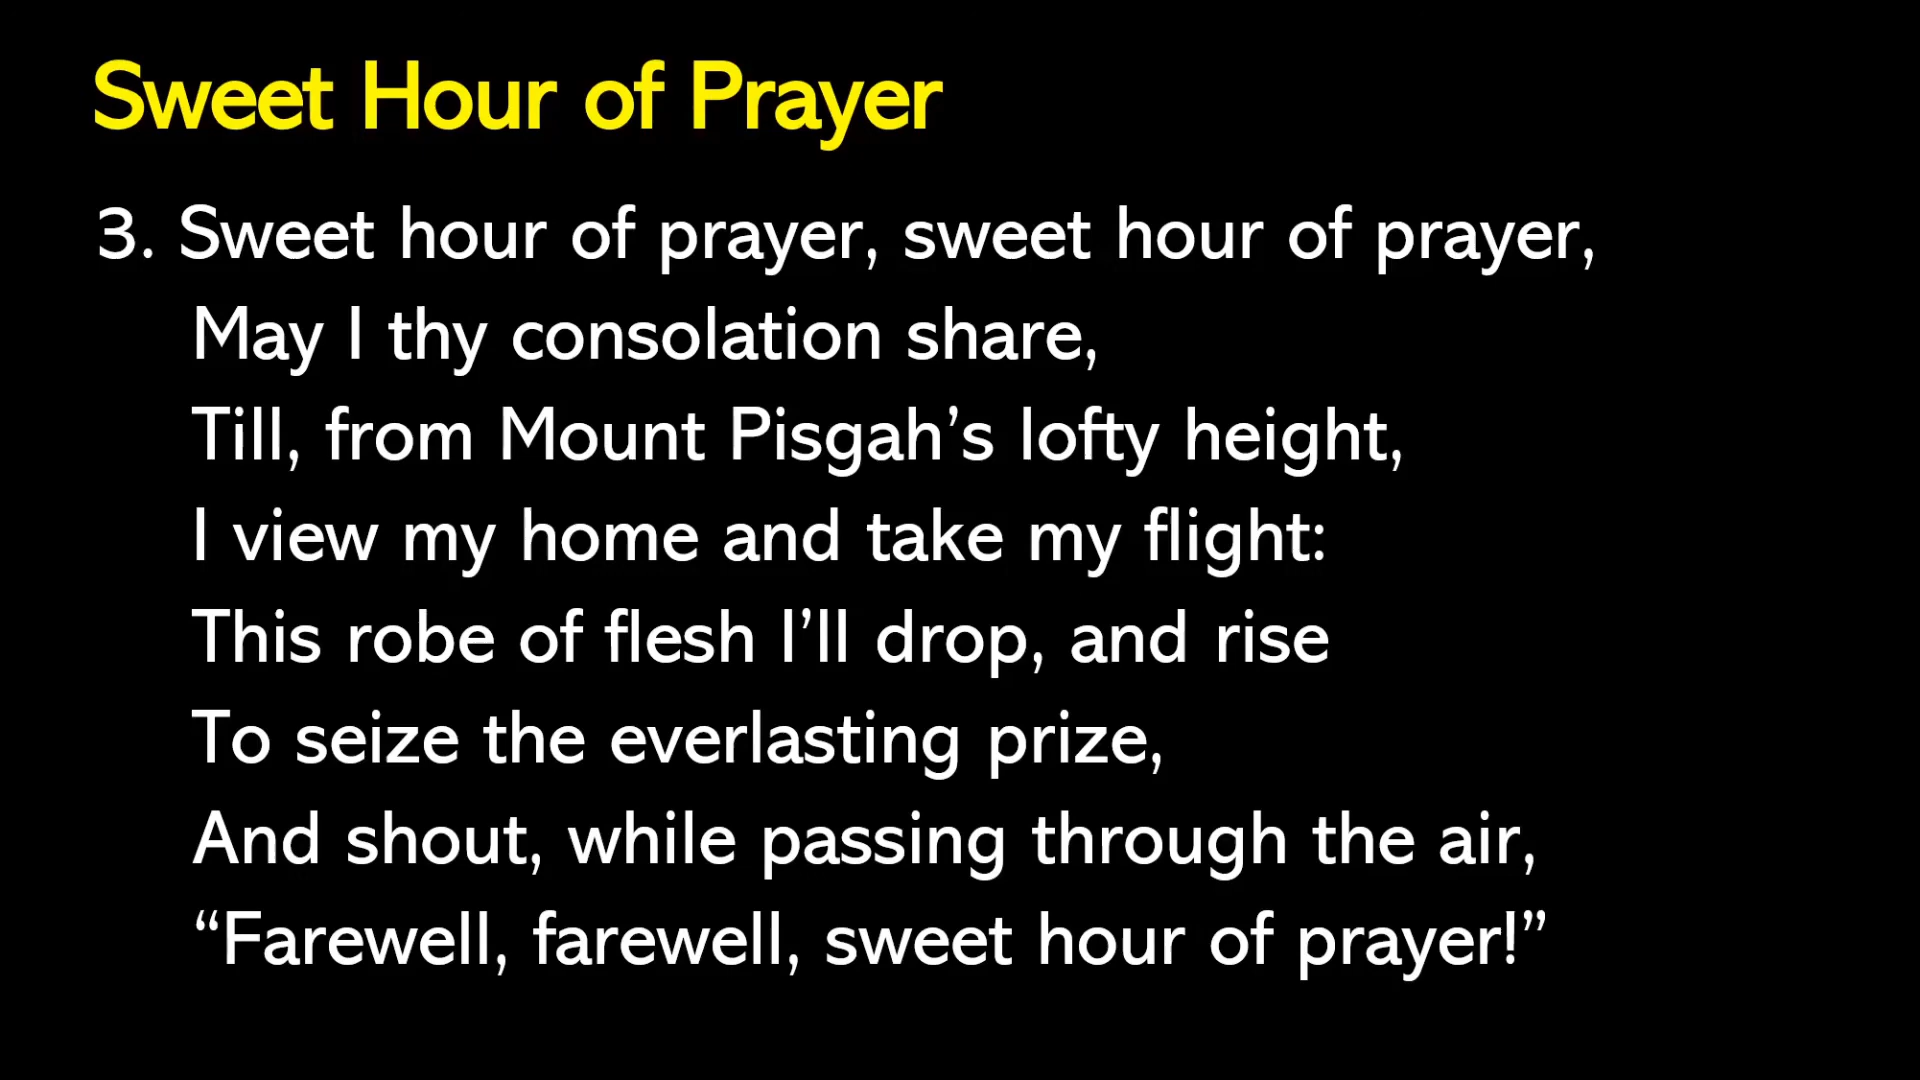 Sweet Hour of Prayer
3. Sweet hour of prayer, sweet hour of prayer,
May I thy consolation share,
Till, from Mount Pisgah’s lofty height,
I view my home and take my flight:
This robe of flesh I’ll drop, and rise
To seize the everlasting prize,
And shout, while passing through the air,
“Farewell, farewell, sweet hour of prayer!”